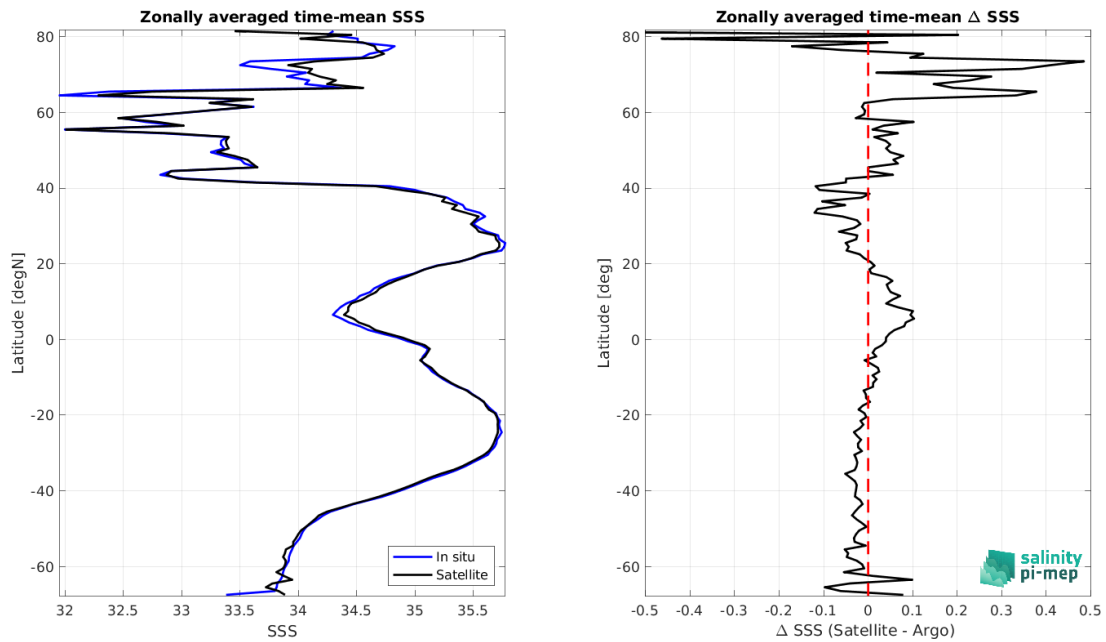 Zonally averaged time-mean SSS
80
60
40
20
0
-20
-40
-60
Latitude [degN]
32 32.5 33 33.5 34 34.5 35 35.5
SSS
In situ
Satellite
Zonally averaged time-mean Δ SSS
80
60
40
20
0
-20
-40
-60
Latitude [deg]
-0.5 -0.4 -0.3 -0.2 -0.1 0 0.1 0.2 0.3 0.4 0.5
Δ SSS (Satellite - Argo)
salinity
pi-mep